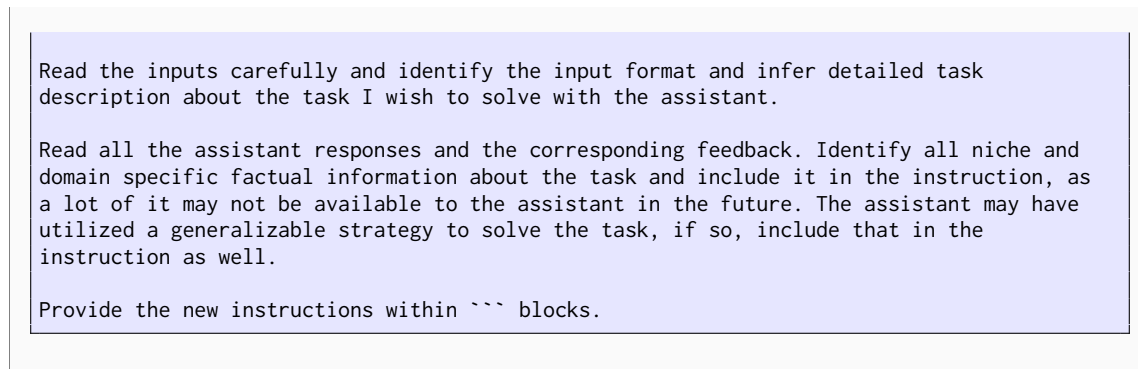 Read the inputs carefully and identify the input format and infer detailed task
description about the task I wish to solve with the assistant.
Read all the assistant responses and the corresponding feedback. Identify all niche and
domain specific factual information about the task and include it in the instruction, as
a lot of it may not be available to the assistant in the future. The assistant may have
utilized a generalizable strategy to solve the task, if so, include that in the
instruction as well.
Provide the new instructions within ``` blocks.